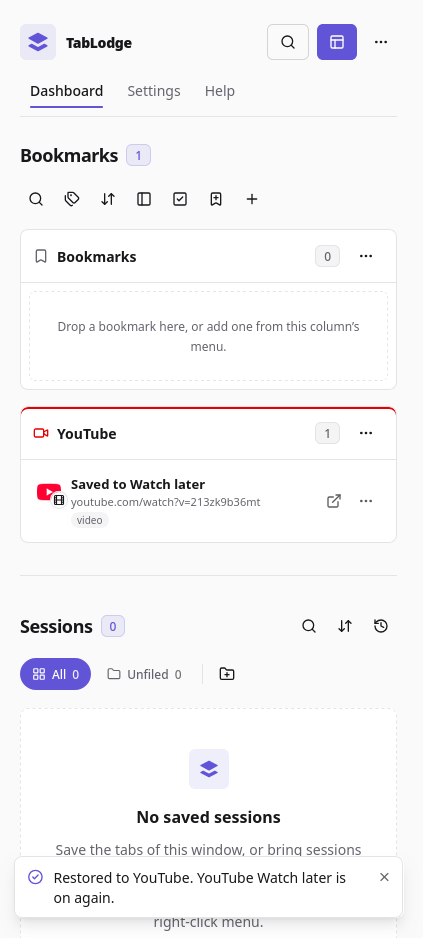 TabLodge
Dashboard Settings Help
Bookmarks 1
Bookmarks 0
Drop a bookmark here, or add one from this column's
menu.
YouTube 1
Saved to Watch later
youtube.com/watch?v=213zk9b36mt
video
Sessions 0
All 0 Unfiled 0
No saved sessions
Save the tabs of this window, or bring sessions
Restored to YouTube. YouTube Watch later is
on again.
right-click menu.